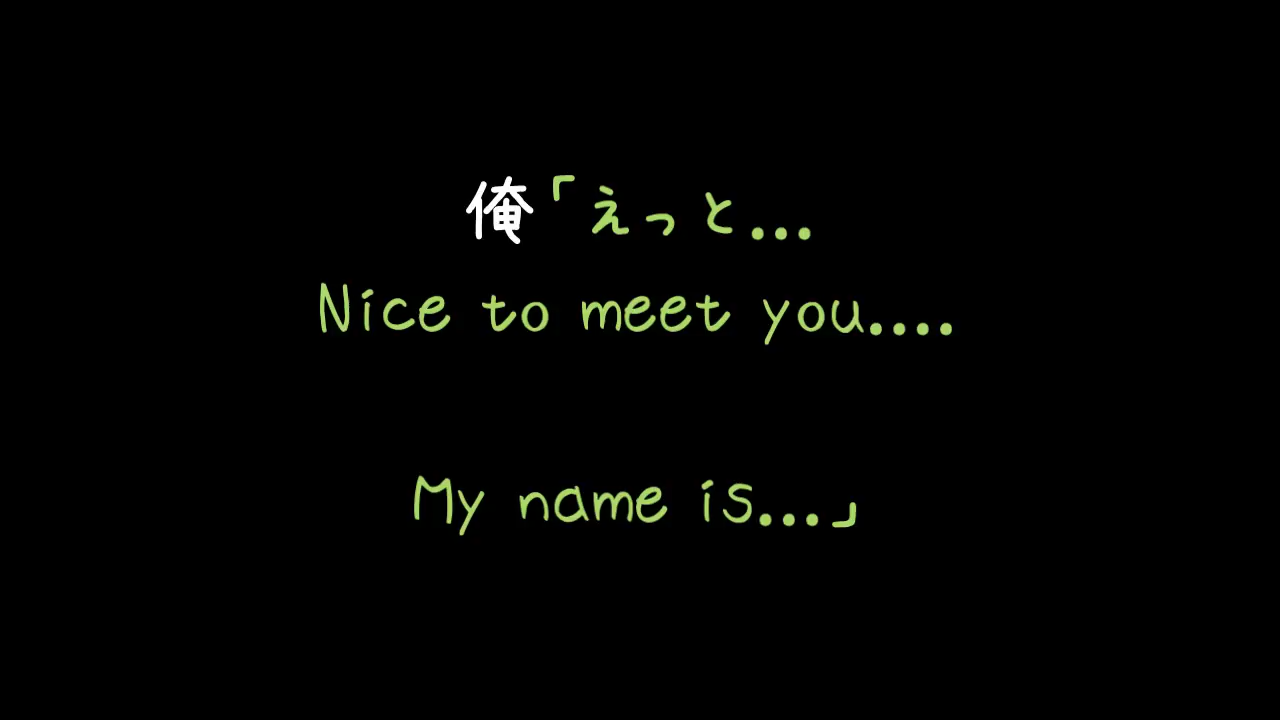 俺「えっと...
Nice to meet you....
My name is...」